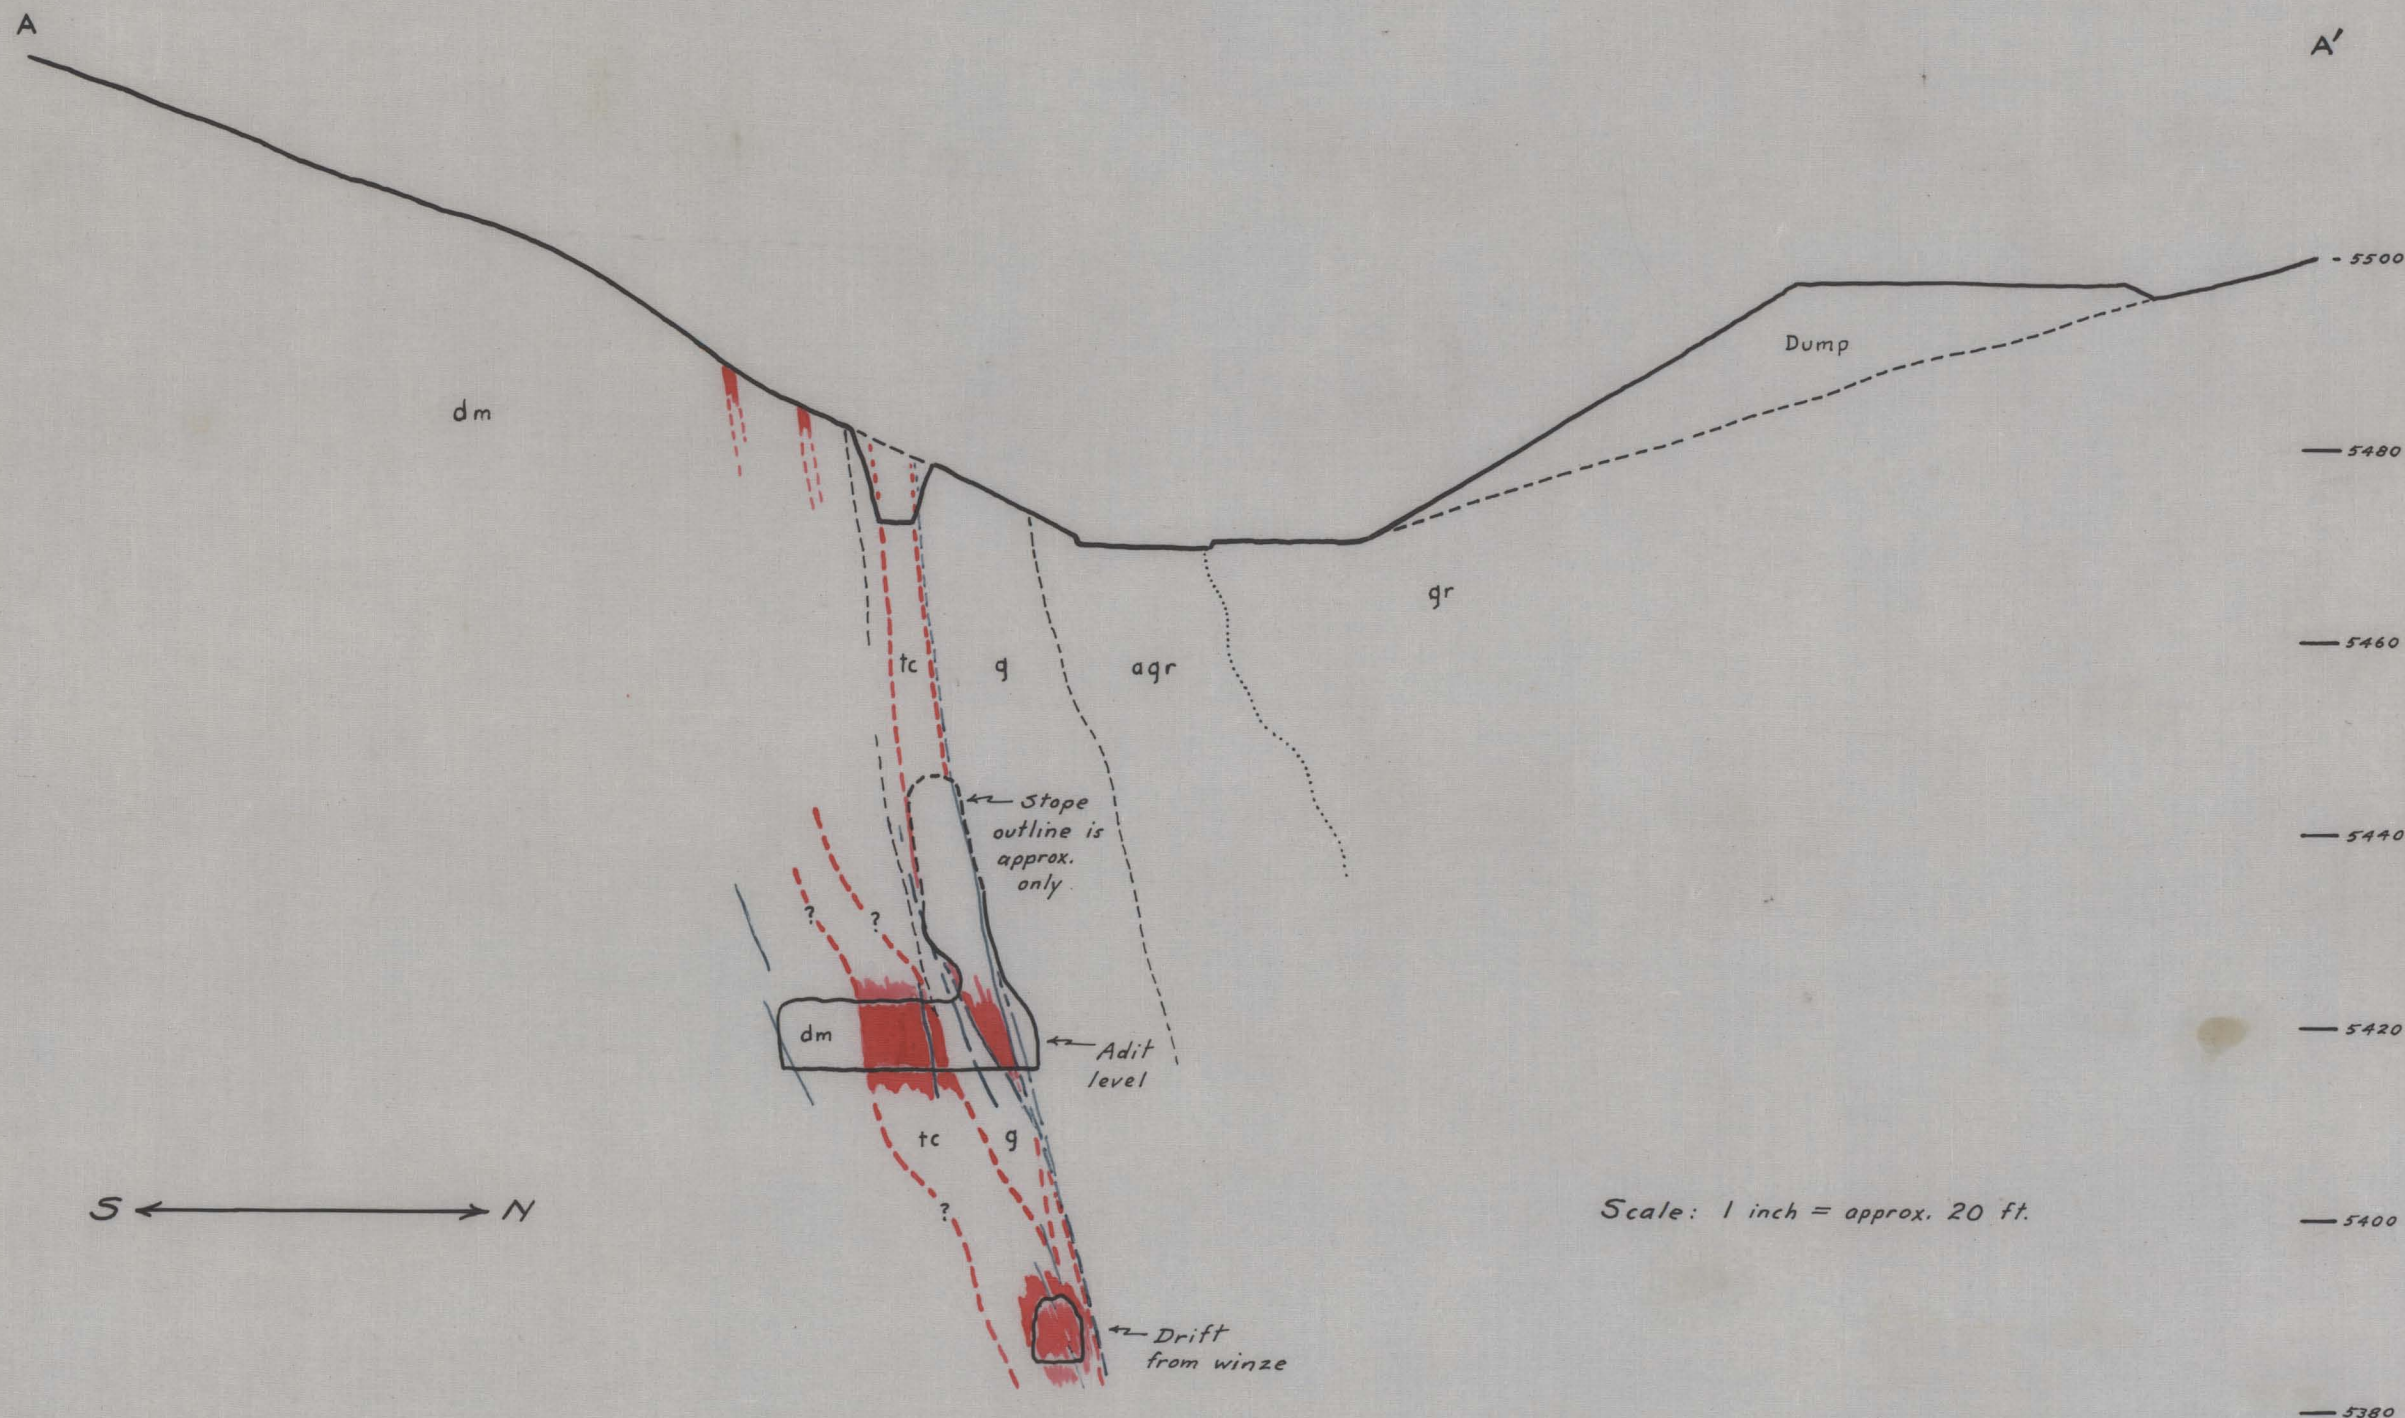 A
A'
- 5500
Dump
dm
5480
gr
5460
tc
g
agr
Stope
outline is
approx.
only.
5440
?
?
dm
5420
Adit
level
tc
g
S N
?
Scale: 1 inch = approx. 20 ft.
5400
Drift
from winze
5380